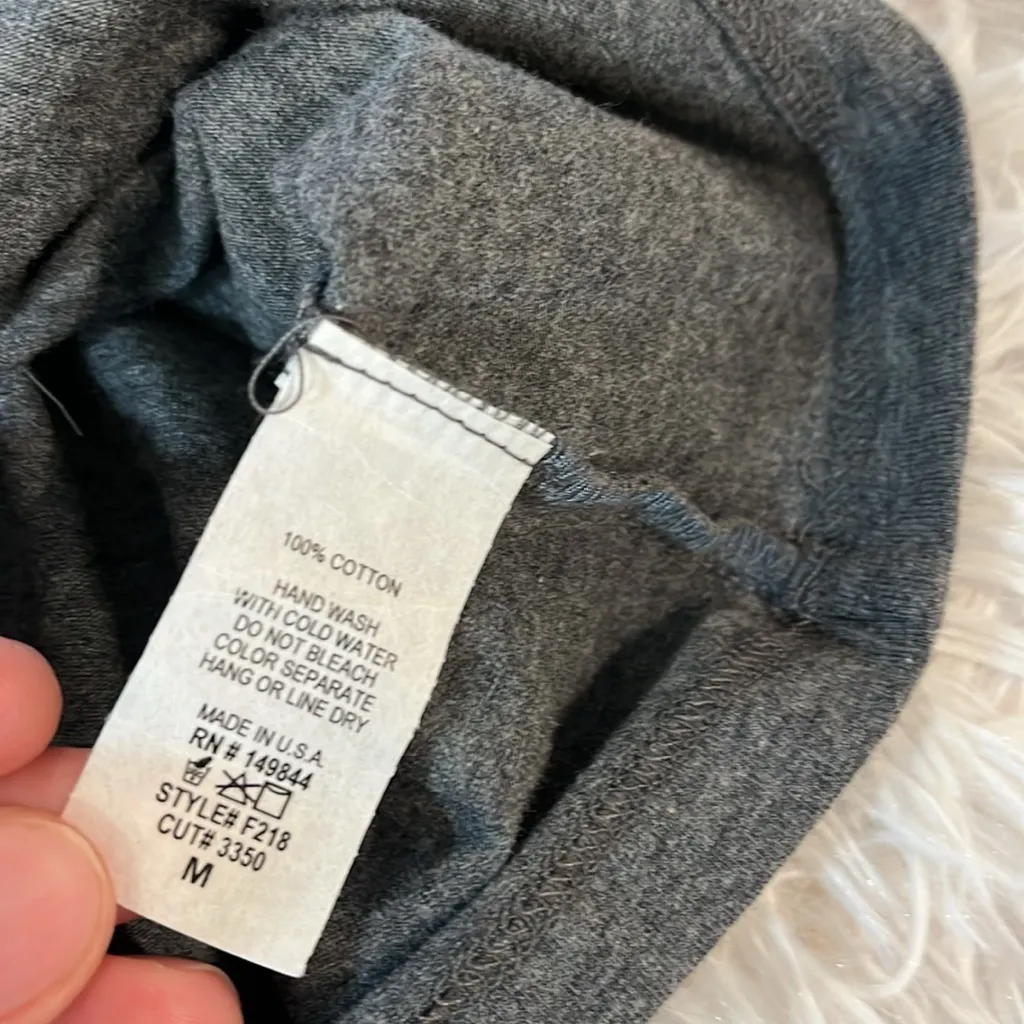 100% COTTON
HAND WASH
WITH COLD WATER
DO NOT BLEACH
COLOR SEPARATE
HANG OR LINE DRY
MADE IN U.S.A.
RN # 149844
STYLE# F218
CUT# 3350
M